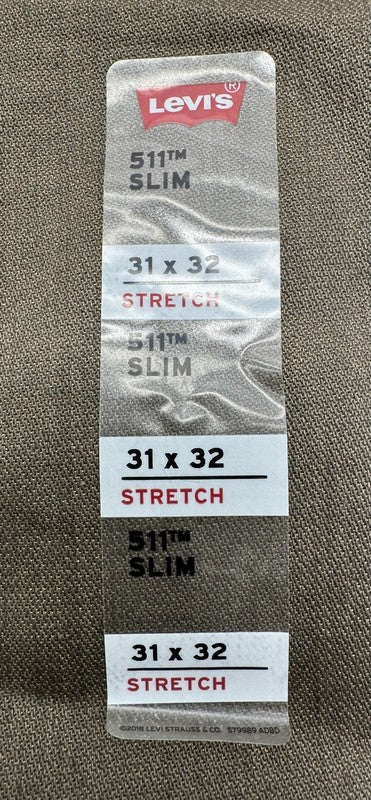 Levi's®
511™
SLIM
31 x 32
STRETCH
511™
SLIM
31 x 32
STRETCH
511™
SLIM
31 x 32
STRETCH
©2018 LEVI STRAUSS & CO. ST9989 ADBD